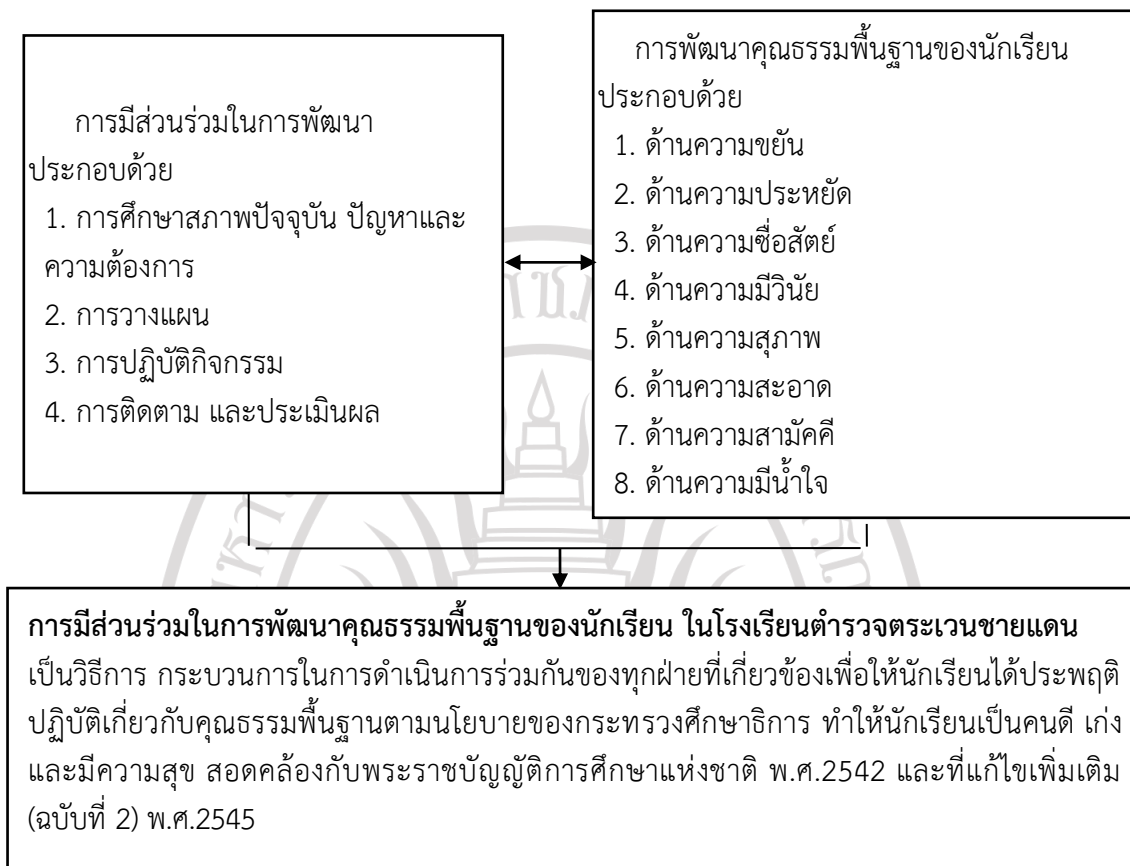 การมีส่วนร่วมในการพัฒนา
ประกอบด้วย
1. การศึกษาสภาพปัจจุบัน ปัญหาและ
ความต้องการ
2. การวางแผน
3. การปฏิบัติกิจกรรม
4. การติดตาม และประเมินผล
การพัฒนาคุณธรรมพื้นฐานของนักเรียน
ประกอบด้วย
1. ด้านความขยัน
2. ด้านความประหยัด
3. ด้านความซื่อสัตย์
4. ด้านความมีวินัย
5. ด้านความสุภาพ
6. ด้านความสะอาด
7. ด้านความสามัคคี
8. ด้านความมีน้ำใจ
การมีส่วนร่วมในการพัฒนาคุณธรรมพื้นฐานของนักเรียน ในโรงเรียนตำรวจตระเวนชายแดน
เป็นวิธีการ กระบวนการในการดำเนินการร่วมกันของทุกฝ่ายที่เกี่ยวข้องเพื่อให้นักเรียนได้ประพฤติ
ปฏิบัติเกี่ยวกับคุณธรรมพื้นฐานตามนโยบายของกระทรวงศึกษาธิการ ทำให้นักเรียนเป็นคนดี เก่ง
และมีความสุข สอดคล้องกับพระราชบัญญัติการศึกษาแห่งชาติ พ.ศ.2542 และที่แก้ไขเพิ่มเติม
(ฉบับที่ 2) พ.ศ.2545